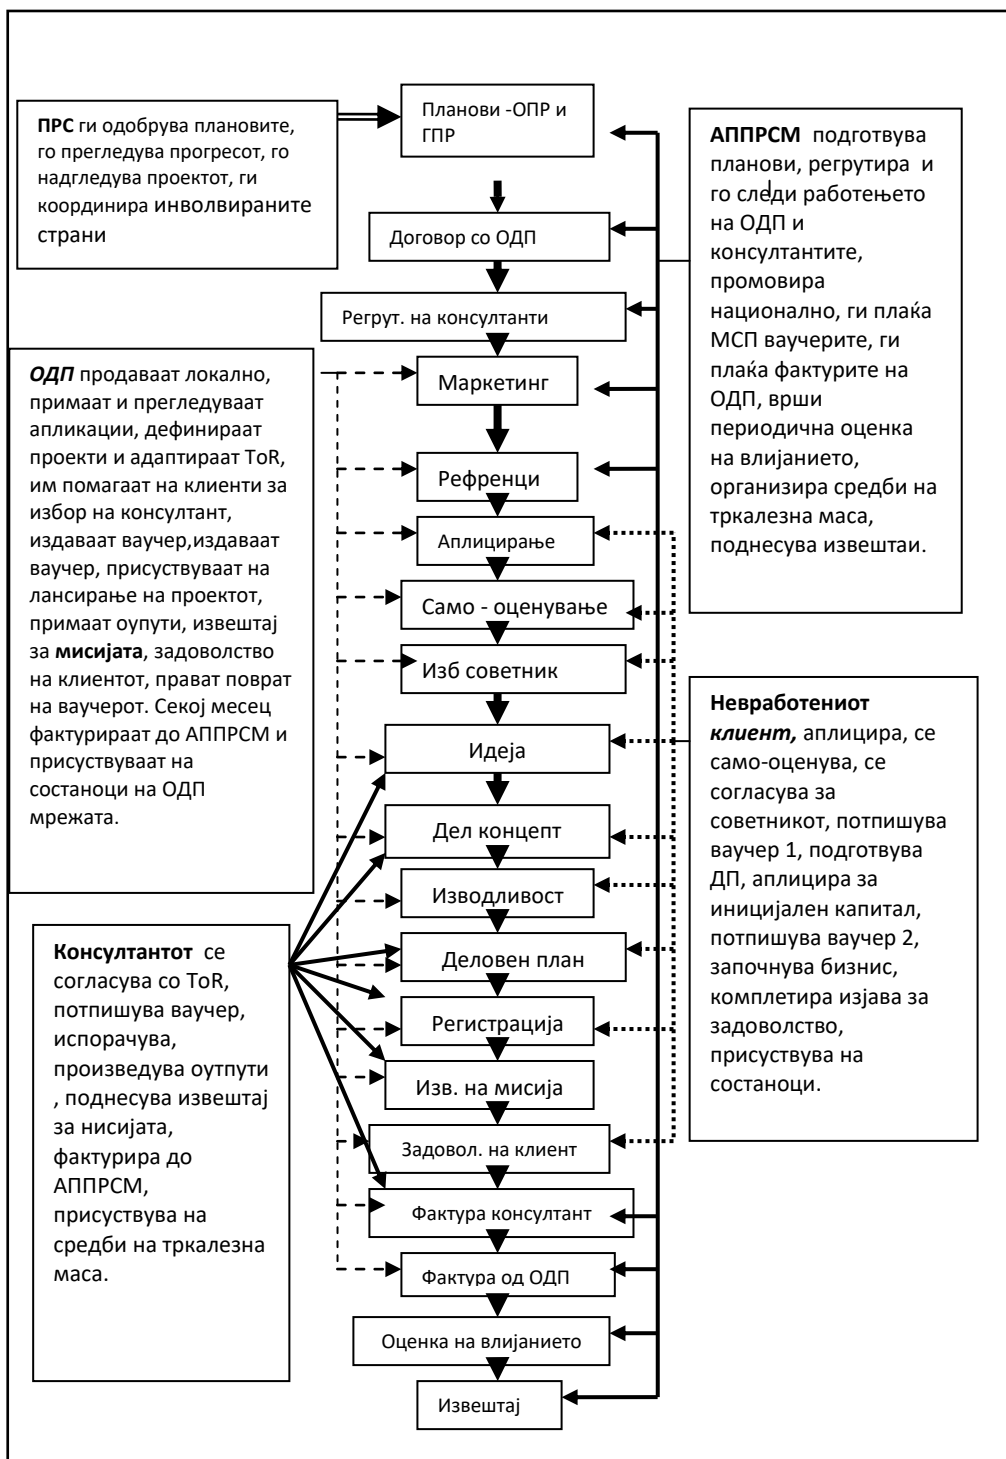 Планови -ОПР и
ГПР
ПРС ги одобрува плановите,
го прегледува прогресот, го
надгледува проектот, ги
координира инволвираните
страни
АППРСМ подготвува
планови, регрутира и
го следи работењето
на ОДП и
консултантите,
промовира
национално, ги плаќа
МСП ваучерите, ги
плаќа фактурите на
ОДП, врши
периодична оценка
на влијанието,
организира средби на
тркалезна маса,
поднесува извештаи.
Договор со ОДП
Регрут. на консултанти
ОДП продаваат локално,
примаат и прегледуваат
апликации, дефинираат
проекти и адаптираат ToR,
им помагаат на клиенти за
избор на консултант,
издаваат ваучер,издаваат
ваучер, присуствуваат на
лансирање на проектот,
примаат оупути, извештај
за мисијата, задоволство
на клиентот, прават поврат
на ваучерот. Секој месец
фактурираат до АППРСМ и
присуствуваат на
состаноци на ОДП
мрежата.
Маркетинг
Рефренци
Аплицирање
Само - оценување
Изб советник
Идеја
Дел концепт
Изводливост
Деловен план
Регистрација
Изв. на мисија
Задовол. на клиент
Фактура консултант
Фактура од ОДП
Оценка на влијанието
Извештај
Невработениот
клиент, аплицира, се
само-оценува, се
согласува за
советникот, потпишува
ваучер 1, подготвува
ДП, аплицира за
иницијален капитал,
потпишува ваучер 2,
започнува бизнис,
комплетира изјава за
задоволство,
присуствува на
состаноци.
Консултантот се
согласува со ToR,
потпишува ваучер,
испорачува,
произведува оутпути
, поднесува извештај
за нисијата,
фактурира до
АППРСМ,
присуствува на
средби на тркалезна
маса.